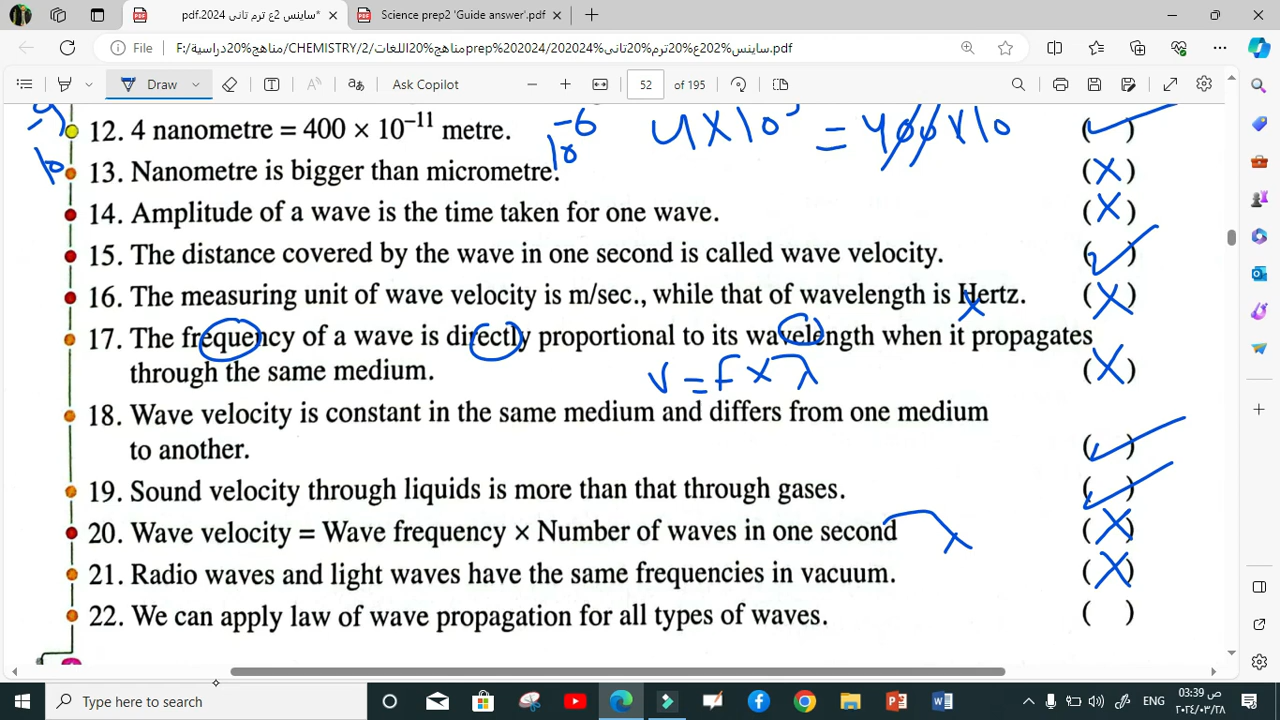 ساينس 2ع ترم تانى 2024.pdf*
Science prep2 'Guide answer'.pdf
File
F:/مناهج%20دراسية/CHEMISTRY/2/مناهج%20اللغاتprep%202024/2024%20ساينس%202ع%20ترم%20تانى.pdf
Draw
Ask Copilot
52 of 195
12. 4 nanometre = 400 × 10⁻¹¹ metre. ( ✓ )
13. Nanometre is bigger than micrometre. ( X )
14. Amplitude of a wave is the time taken for one wave. ( X )
15. The distance covered by the wave in one second is called wave velocity. ( ✓ )
16. The measuring unit of wave velocity is m/sec., while that of wavelength is Hertz. ( X )
17. The frequency of a wave is directly proportional to its wavelength when it propagates
through the same medium. ( X )
v = f × λ
18. Wave velocity is constant in the same medium and differs from one medium
to another. ( ✓ )
19. Sound velocity through liquids is more than that through gases. ( ✓ )
20. Wave velocity = Wave frequency × Number of waves in one second λ ( X )
21. Radio waves and light waves have the same frequencies in vacuum. ( X )
22. We can apply law of wave propagation for all types of waves. ( )
Type here to search
ENG
03:39 ص
٢٠٢٤/٠٣/٢٨